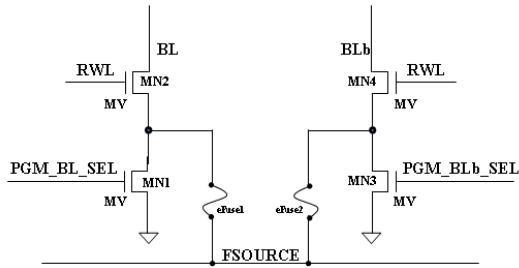 BL
BLb
RWL
MN2
MV
MN4
RWL
MV
PGM_BL_SEL
MN1
MV
MN3
PGM_BLb_SEL
MV
eFuse1
eFuse2
FSOURCE